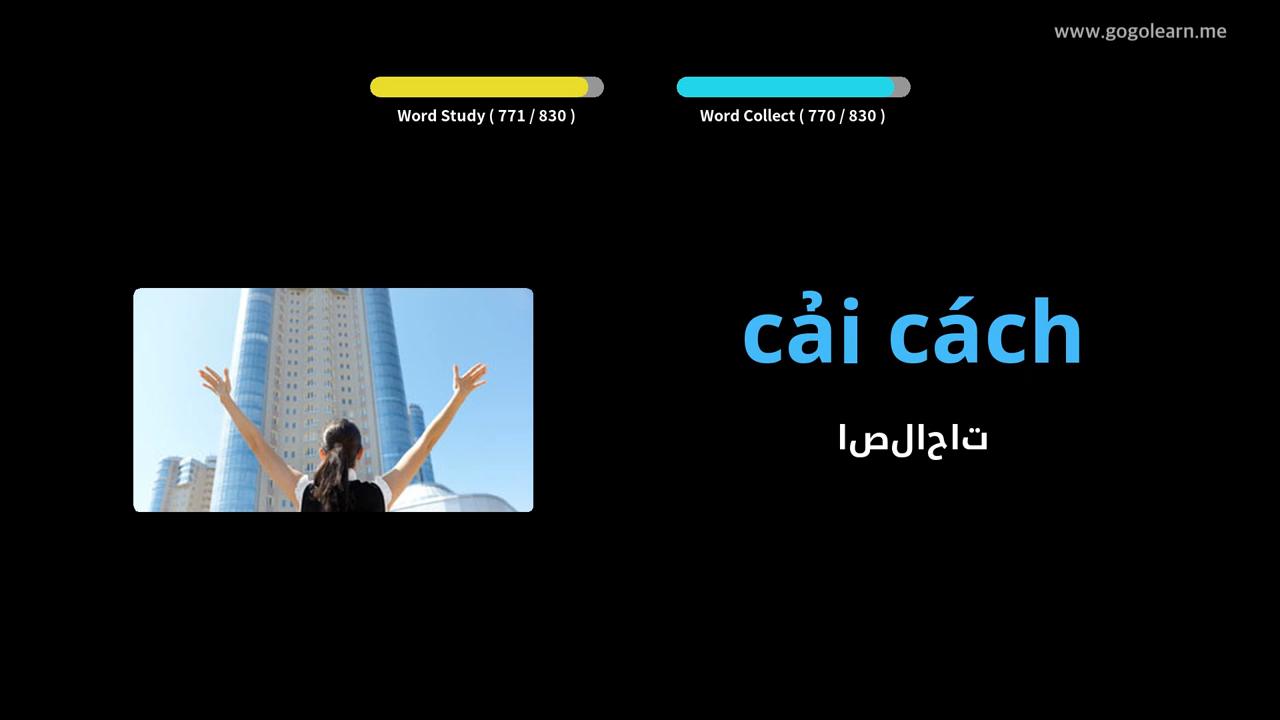 www.gogolearn.me
Word Study ( 771 / 830 )
Word Collect ( 770 / 830 )
cải cách
اصلاحات